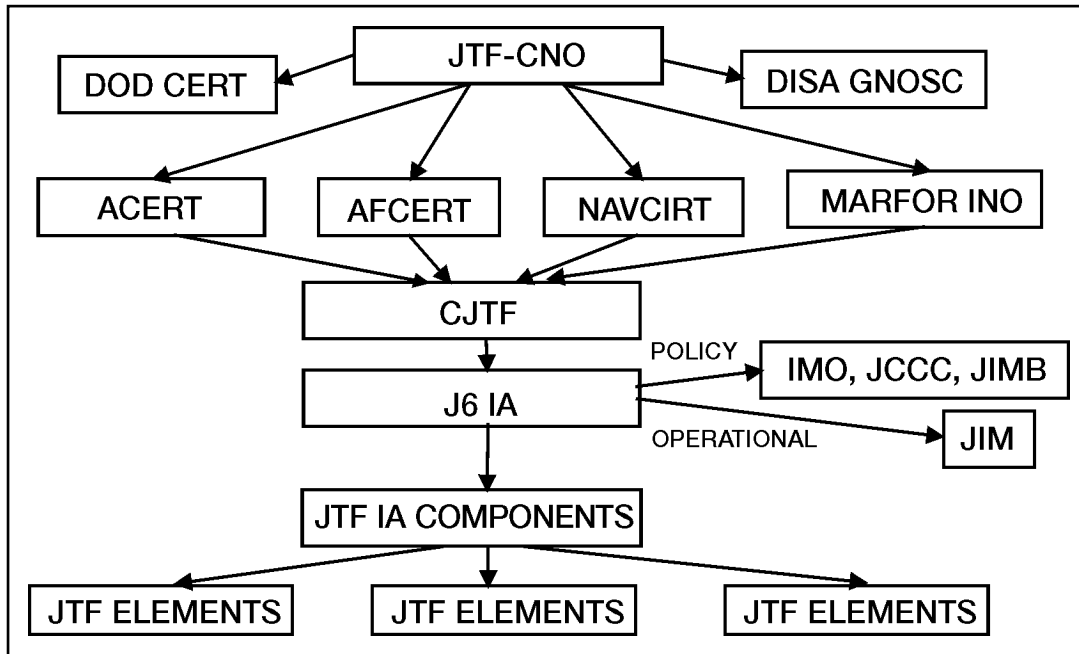 JTF-CNO
DOD CERT
DISA GNOSC
ACERT
AFCERT
NAVCIRT
MARFOR INO
CJTF
POLICY
IMO, JCCC, JIMB
J6 IA
OPERATIONAL
JIM
JTF IA COMPONENTS
JTF ELEMENTS
JTF ELEMENTS
JTF ELEMENTS